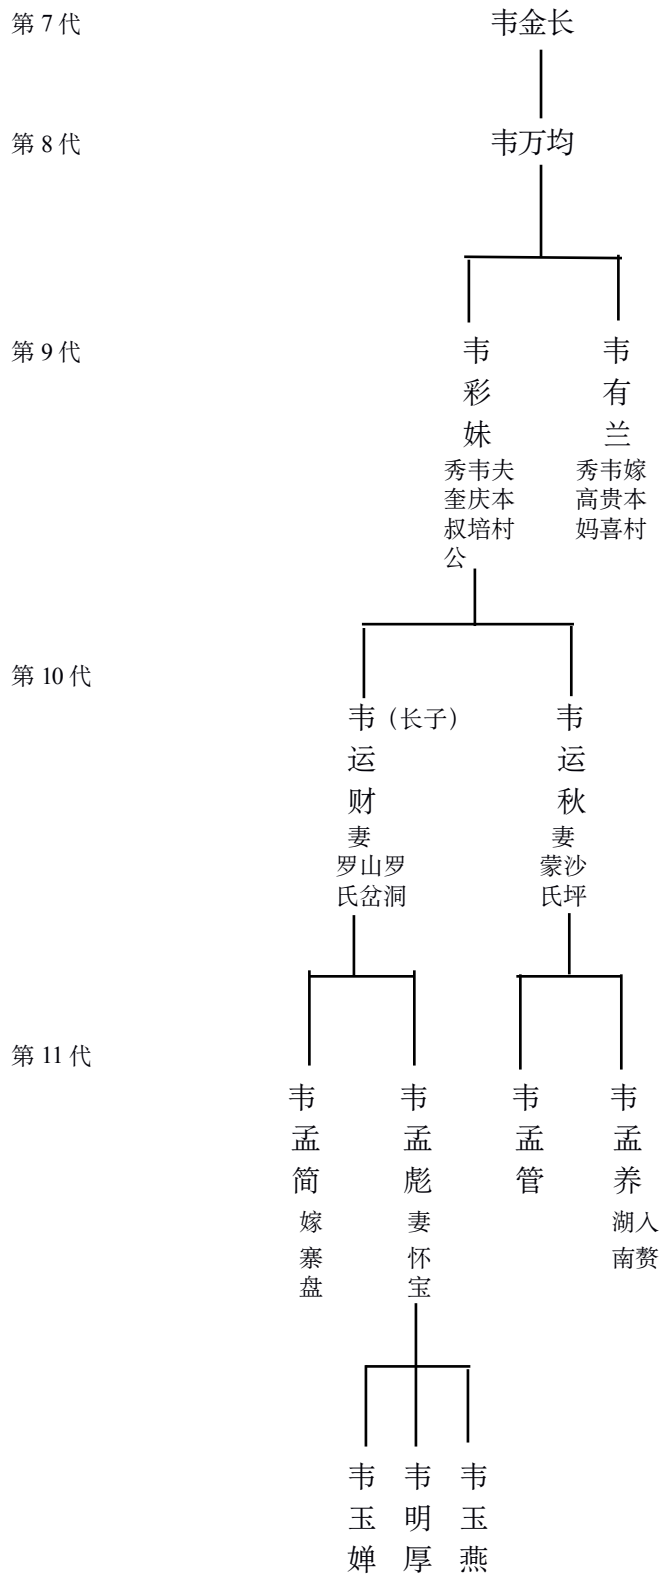 第 7 代
韦金长
第 8 代
韦万均
第 9 代
韦彩妹
夫本村
韦庆培
秀奎叔公
韦有兰
嫁本村
韦贵喜
秀高妈
第 10 代
韦运财
（长子）
妻
罗洞
山岔
罗氏
韦运秋
妻
沙坪
蒙氏
第 11 代
韦孟简
嫁寨盘
韦孟彪
妻怀宝
韦孟管
韦孟养
入赘
湖南
韦玉婵
韦明厚
韦玉燕